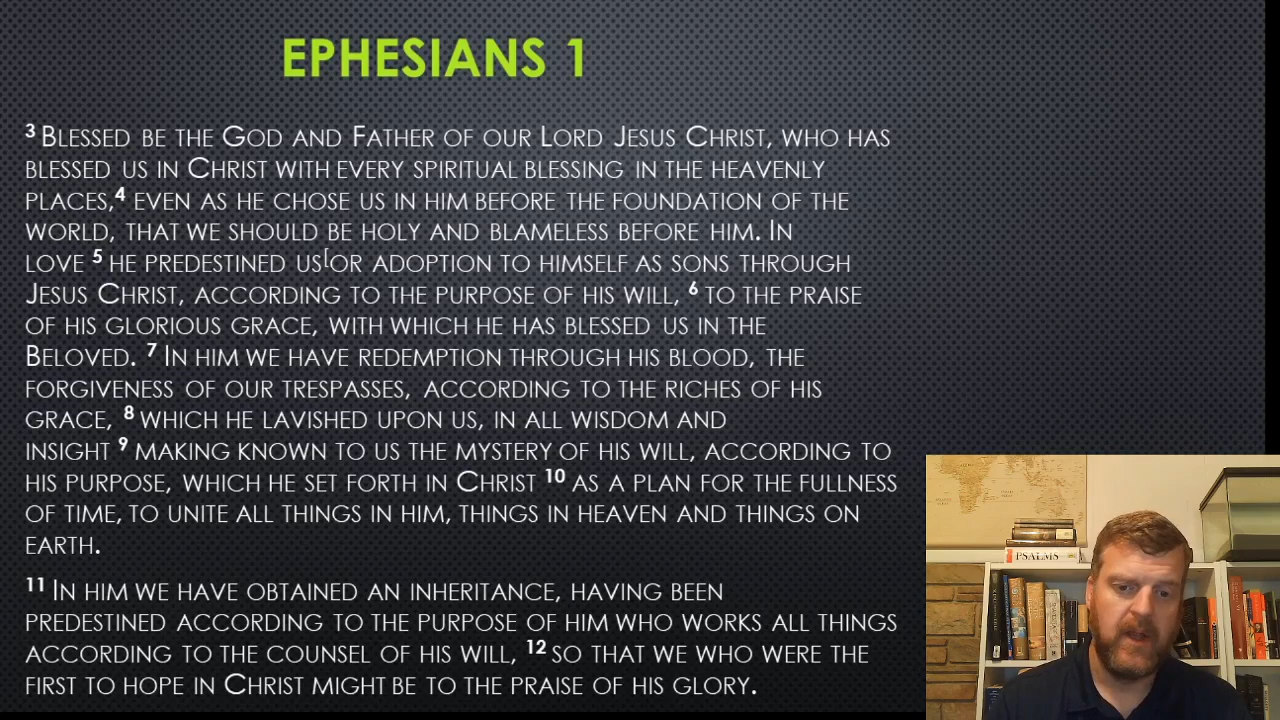 EPHESIANS 1
3 Blessed be the God and Father of our Lord Jesus Christ, who has
blessed us in Christ with every spiritual blessing in the heavenly
places,4 even as he chose us in him before the foundation of the
world, that we should be holy and blameless before him. In
love 5 he predestined us[or adoption to himself as sons through
Jesus Christ, according to the purpose of his will, 6 to the praise
of his glorious grace, with which he has blessed us in the
Beloved. 7 In him we have redemption through his blood, the
forgiveness of our trespasses, according to the riches of his
grace, 8 which he lavished upon us, in all wisdom and
insight 9 making known to us the mystery of his will, according to
his purpose, which he set forth in Christ 10 as a plan for the fullness
of time, to unite all things in him, things in heaven and things on
earth.
11 In him we have obtained an inheritance, having been
predestined according to the purpose of him who works all things
according to the counsel of his will, 12 so that we who were the
first to hope in Christ might be to the praise of his glory.
PSALMS